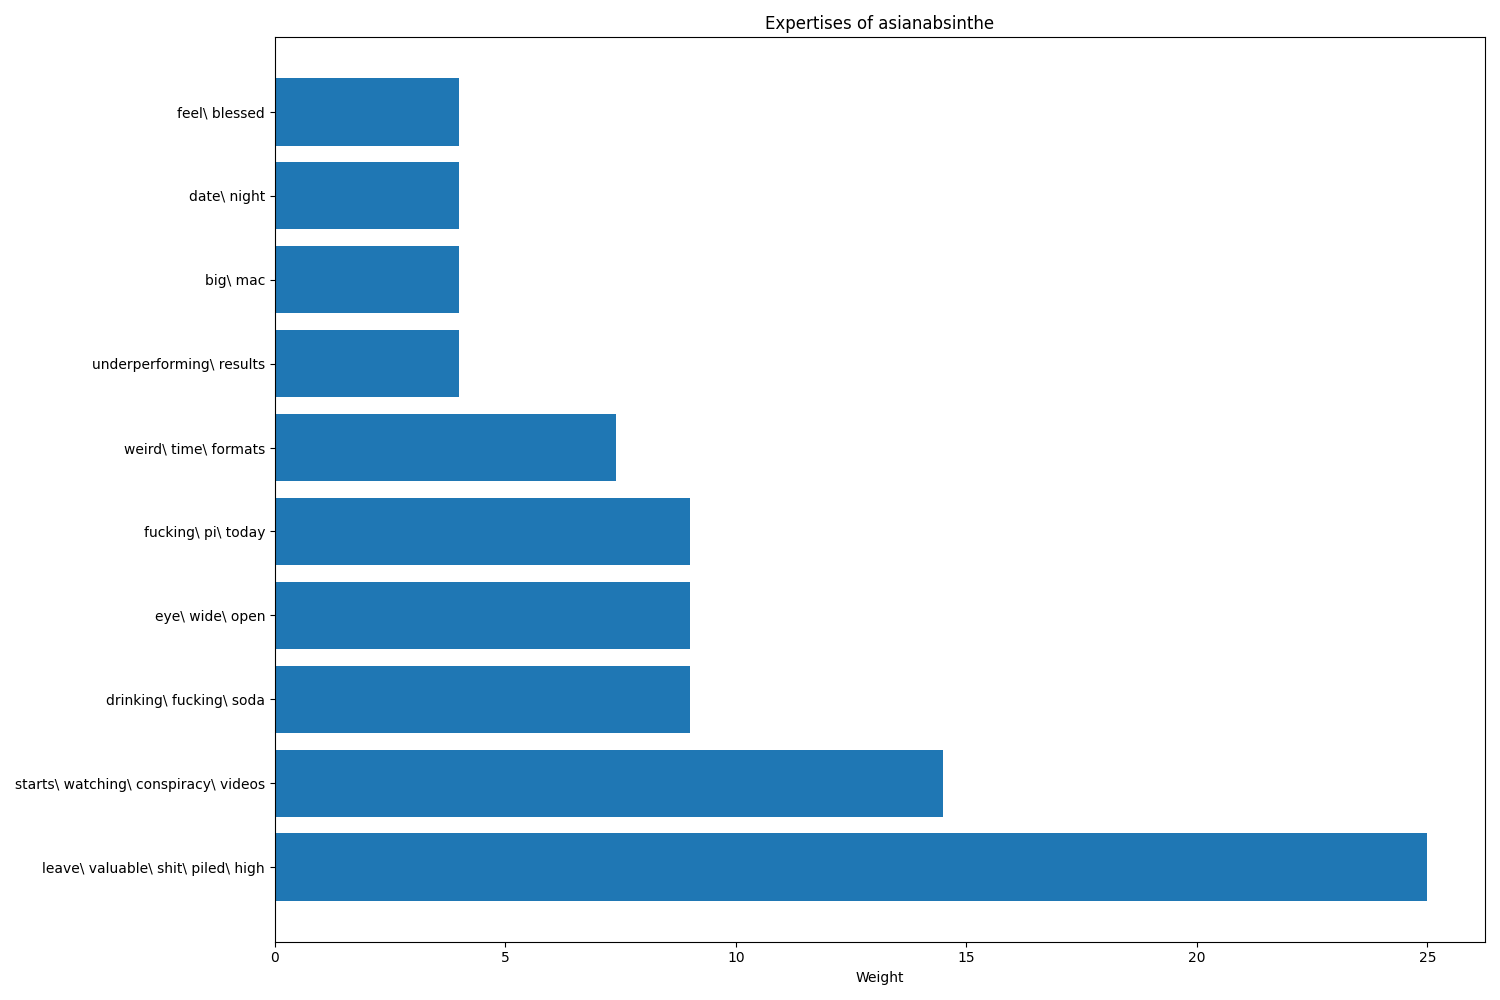 Expertises of asianabsinthe
feel\ blessed
date\ night
big\ mac
underperforming\ results
weird\ time\ formats
fucking\ pi\ today
eye\ wide\ open
drinking\ fucking\ soda
starts\ watching\ conspiracy\ videos
leave\ valuable\ shit\ piled\ high
0 5 10 15 20 25
Weight